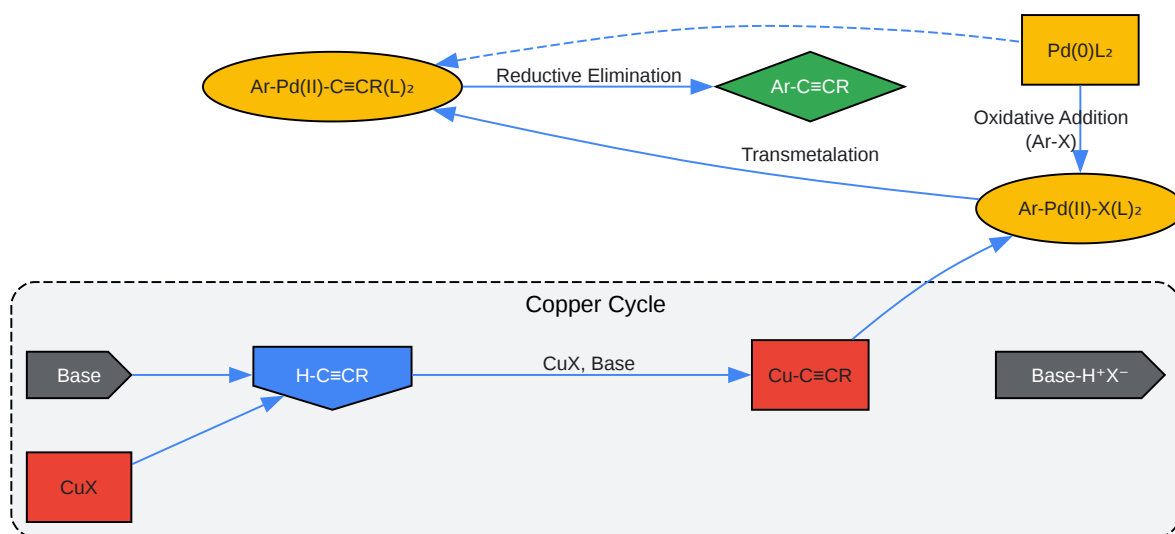 Pd(0)L₂
Ar-Pd(II)-C≡CR(L)₂
Reductive Elimination
Ar-C≡CR
Oxidative Addition
(Ar-X)
Transmetalation
Ar-Pd(II)-X(L)₂
Copper Cycle
Base
H-C≡CR
CuX, Base
Cu-C≡CR
Base-H⁺X⁻
CuX